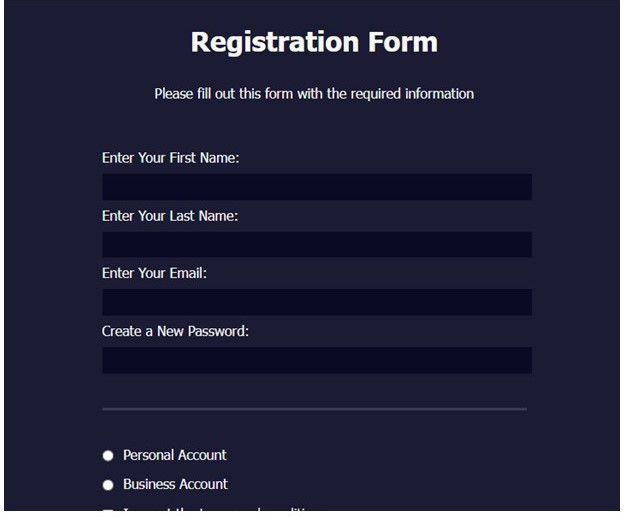 Registration Form
Please fill out this form with the required information
Enter Your First Name:
Enter Your Last Name:
Enter Your Email:
Create a New Password:
Personal Account
Business Account